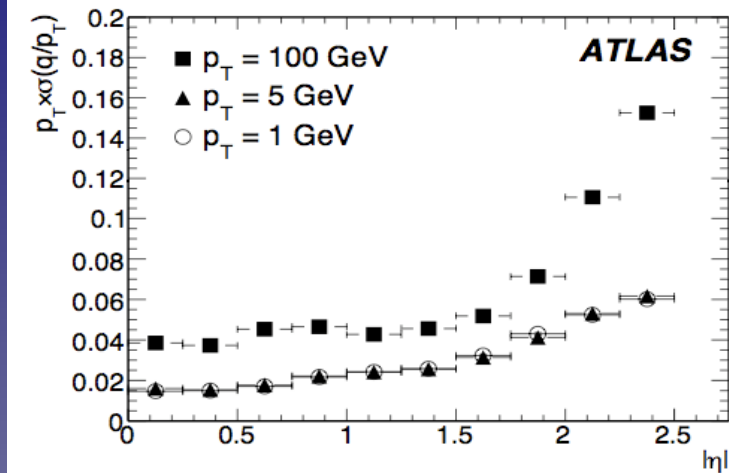 p_T×σ(q/p_T)
0.2
0.18
0.16
0.14
0.12
0.1
0.08
0.06
0.04
0.02
0
ATLAS
p_T = 100 GeV
p_T = 5 GeV
p_T = 1 GeV
0 0.5 1 1.5 2 2.5
|η|